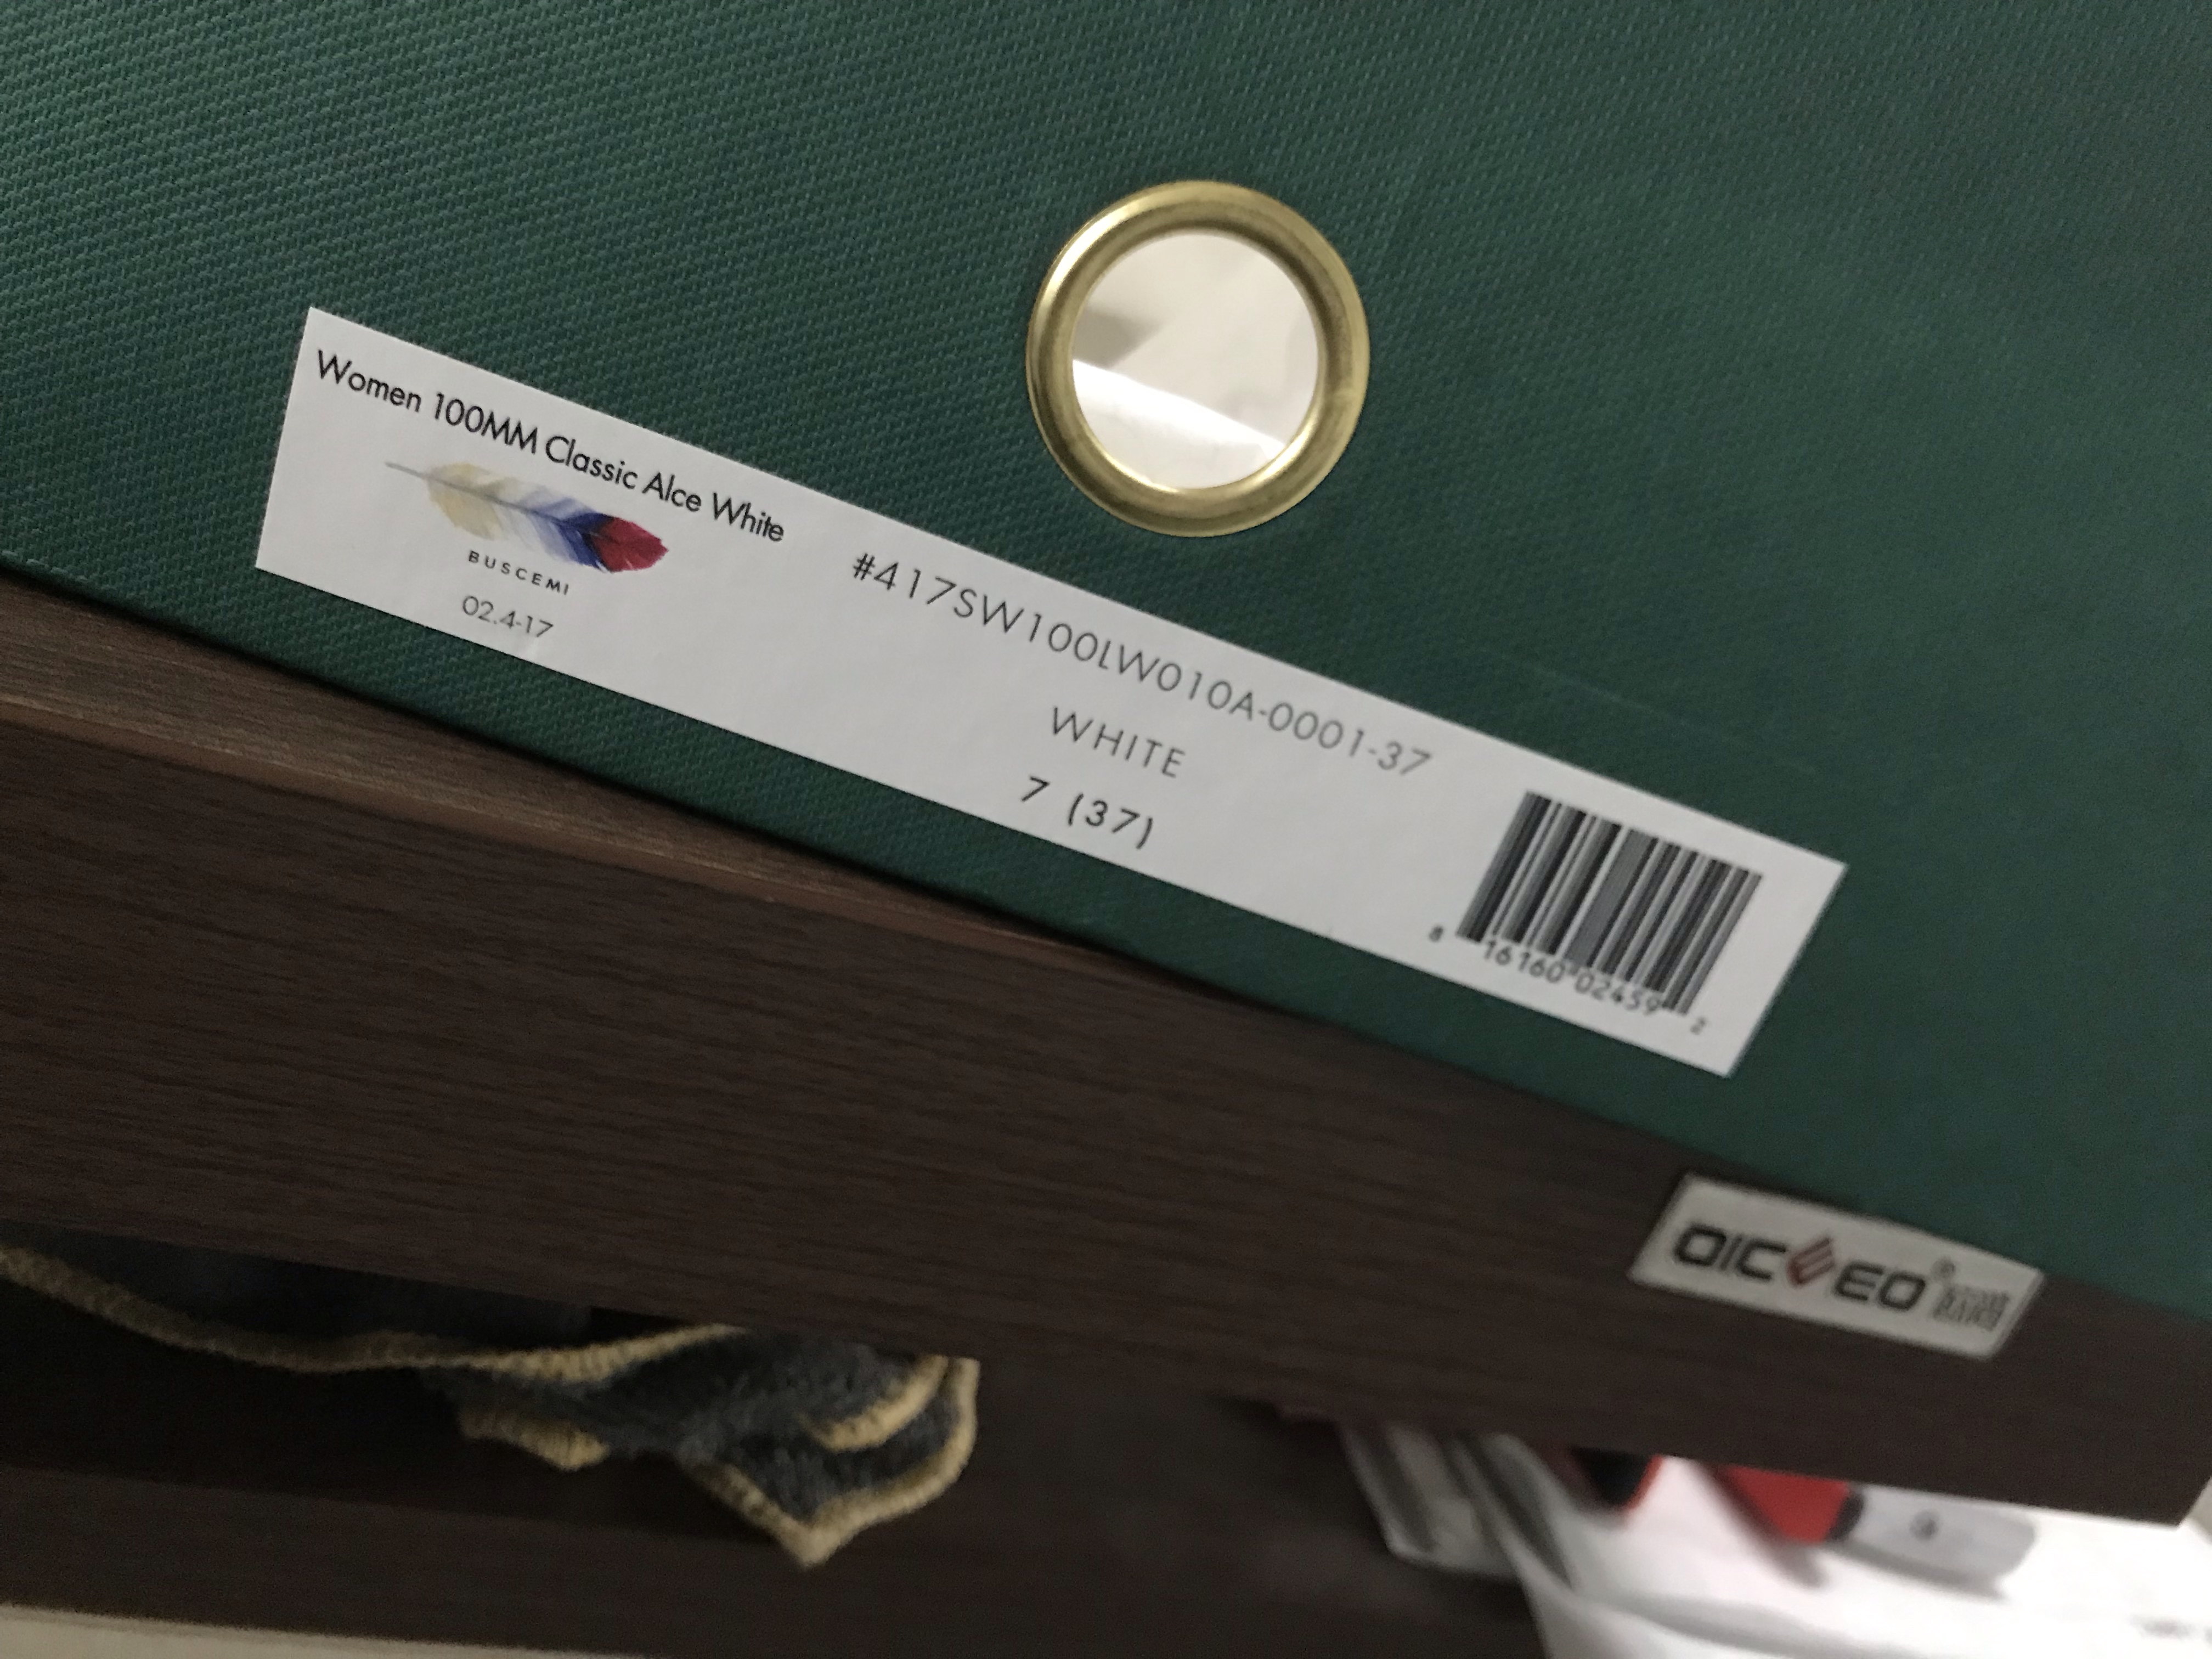 Women 100MM Classic Alce White
BUSCEMI
02.4-17
#417SW100LW010A-0001-37
WHITE
7 (37)
8 16160 02459 2
OICEEO®